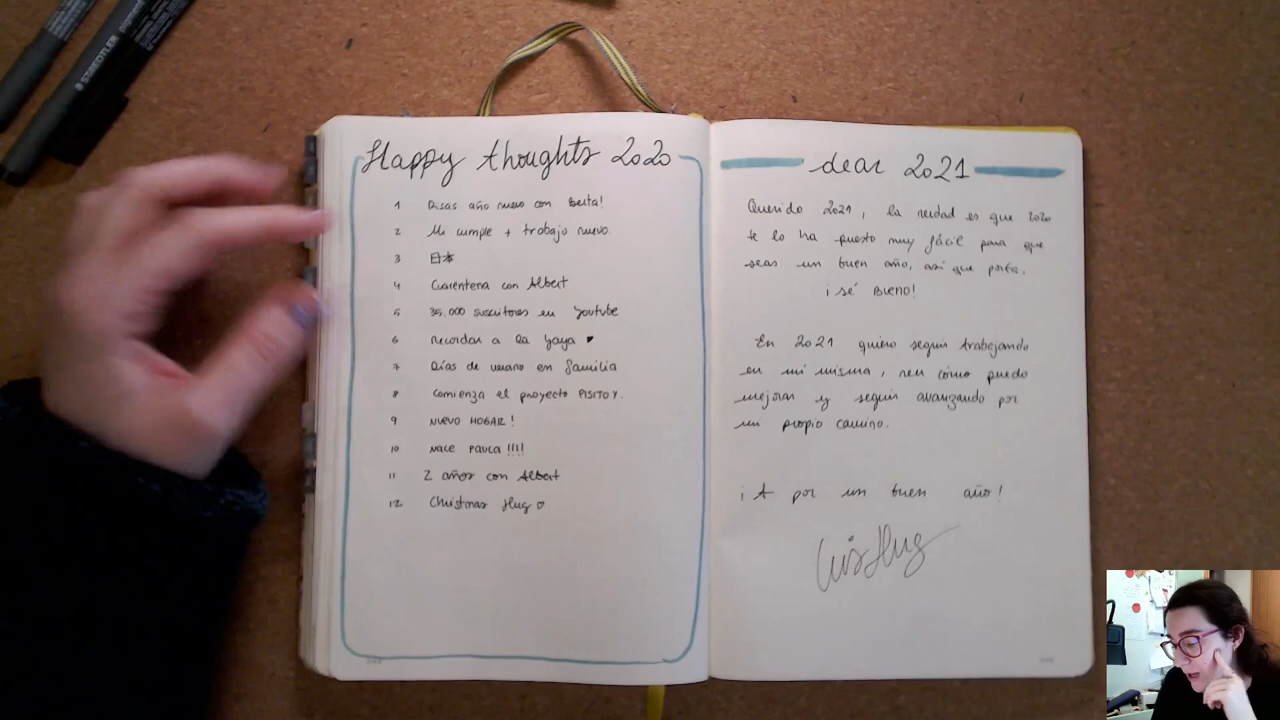 STAEDTLER
Happy thoughts 2020
1 Risas año nuevo con Berta!
2 Mi cumple + trabajo nuevo.
3 日本
4 Cuarentena con Albert
5 35.000 suscritores en Youtube
6 recordar a la Yaya ♥
7 Días de verano en familia
8 Comienza el proyecto PISITO Y.
9 NUEVO HOGAR!
10 NACE PAULA !!!!
11 2 años con Albert
12 Christmas Hug ♡
dear 2021
Querido 2021, la verdad es que 2020
te lo ha puesto muy fácil para que
seas un buen año, así que porfa,
¡SÉ BUENO!
En 2021 quiero seguir trabajando
en mi misma, ver cómo puedo
mejorar y seguir avanzando por
mi propio camino.
¡A por un buen año!